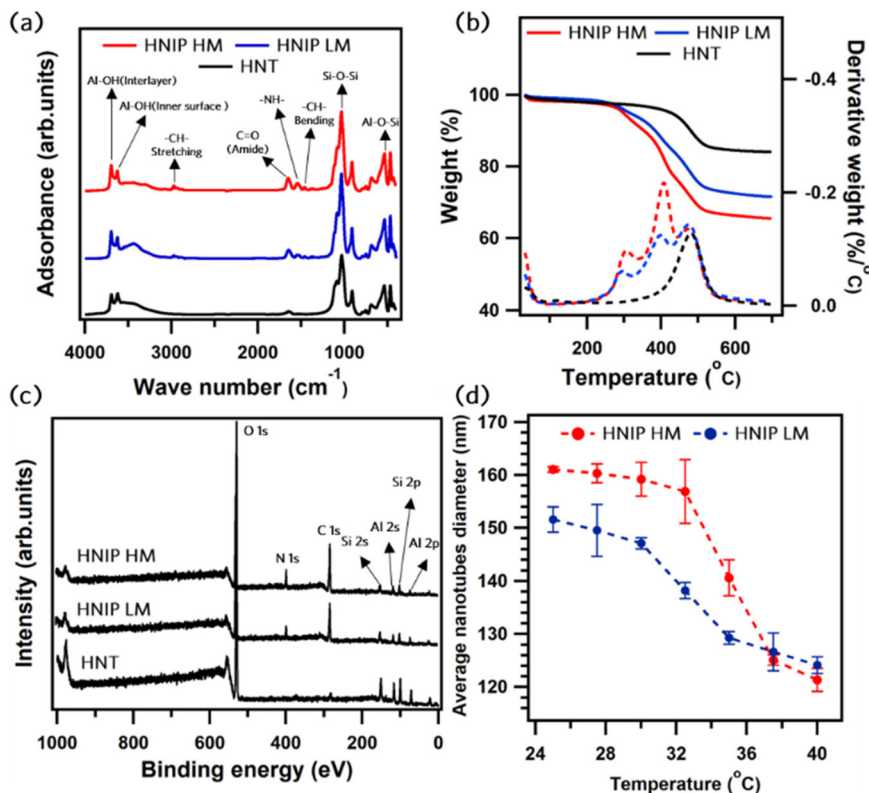 (a)
HNIP HM
HNIP LM
HNT
Al-OH(Interlayer)
Al-OH(Inner surface )
-CH-
Stretching
C=O
(Amide)
-NH-
-CH-
Bending
Si-O-Si
Al-O-Si
Adsorbance (arb.units)
4000
3000
2000
1000
Wave number (cm-1)
(b)
HNIP HM
HNIP LM
HNT
Weight (%)
100
80
60
40
Derivative weight (%/°C)
-0.4
-0.2
0.0
200
400
600
Temperature (°C)
(c)
O 1s
N 1s
C 1s
Si 2s
Al 2s
Si 2p
Al 2p
HNIP HM
HNIP LM
HNT
Intensity (arb.units)
1000
800
600
400
200
0
Binding energy (eV)
(d)
HNIP HM
HNIP LM
Average nanotubes diameter (nm)
170
160
150
140
130
120
24
28
32
36
40
Temperature (°C)